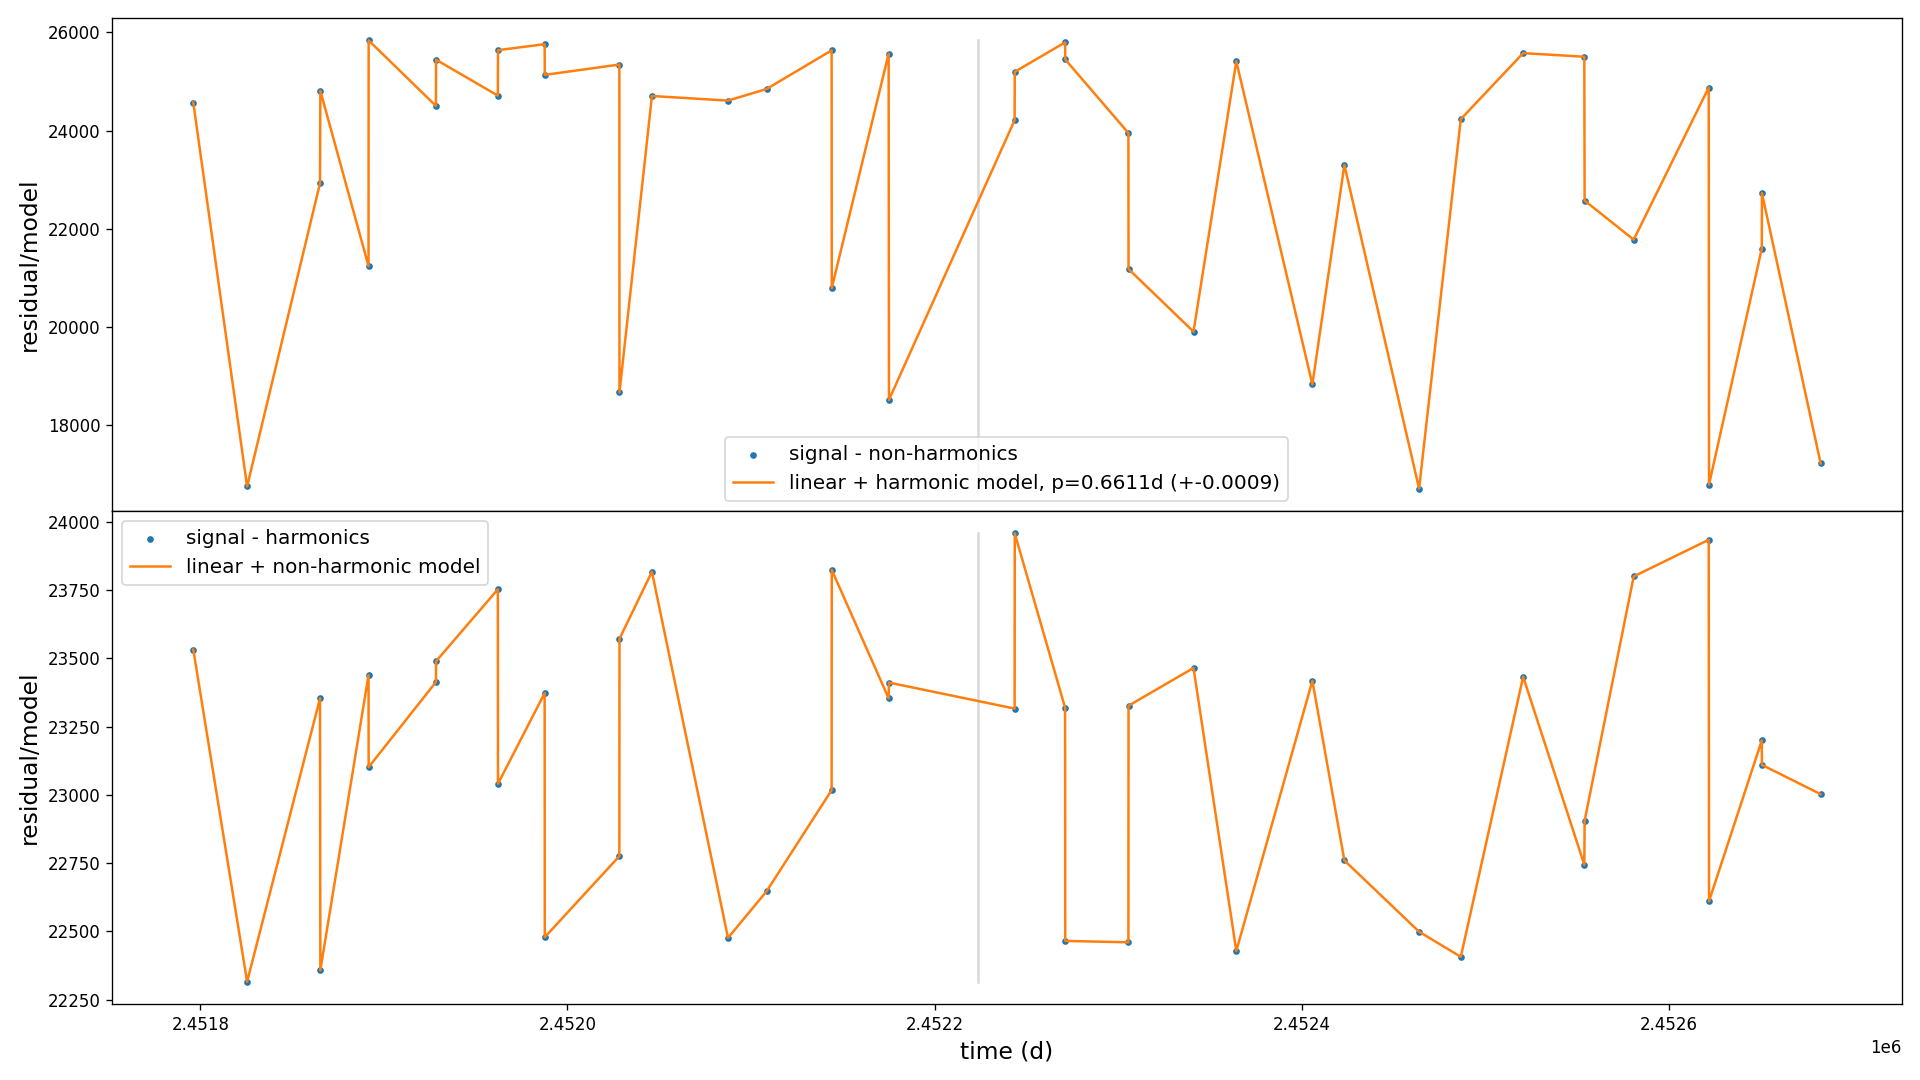 26000
24000
22000
20000
18000
residual/model
signal - non-harmonics
linear + harmonic model, p=0.6611d (+-0.0009)
24000
23750
23500
23250
23000
22750
22500
22250
residual/model
signal - harmonics
linear + non-harmonic model
2.4518
2.4520
2.4522
2.4524
2.4526
time (d)
1e6